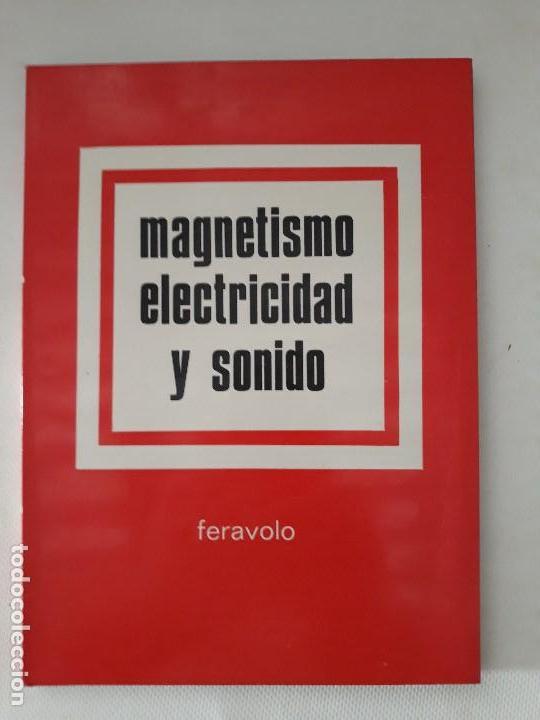 magnetismo
electricidad
y sonido
feravolo
todocoleccion